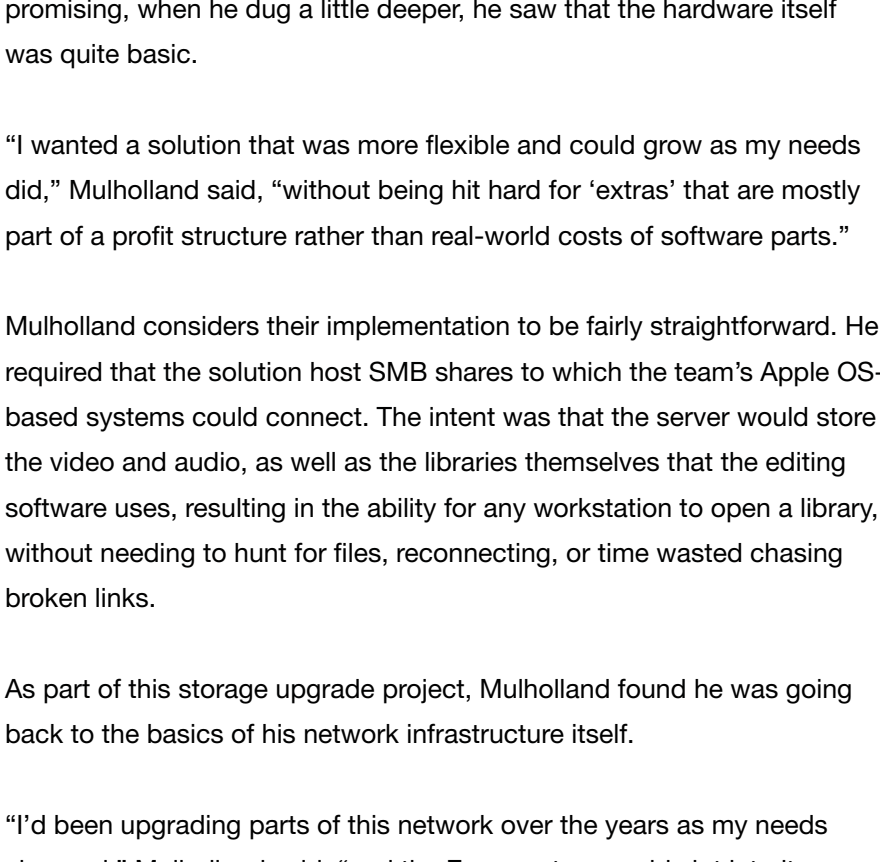 promising, when he dug a little deeper, he saw that the hardware itself
was quite basic.
“I wanted a solution that was more flexible and could grow as my needs
did,” Mulholland said, “without being hit hard for ‘extras’ that are mostly
part of a profit structure rather than real-world costs of software parts.”
Mulholland considers their implementation to be fairly straightforward. He
required that the solution host SMB shares to which the team’s Apple OS-
based systems could connect. The intent was that the server would store
the video and audio, as well as the libraries themselves that the editing
software uses, resulting in the ability for any workstation to open a library,
without needing to hunt for files, reconnecting, or time wasted chasing
broken links.
As part of this storage upgrade project, Mulholland found he was going
back to the basics of his network infrastructure itself.
“I’d been upgrading parts of this network over the years as my needs